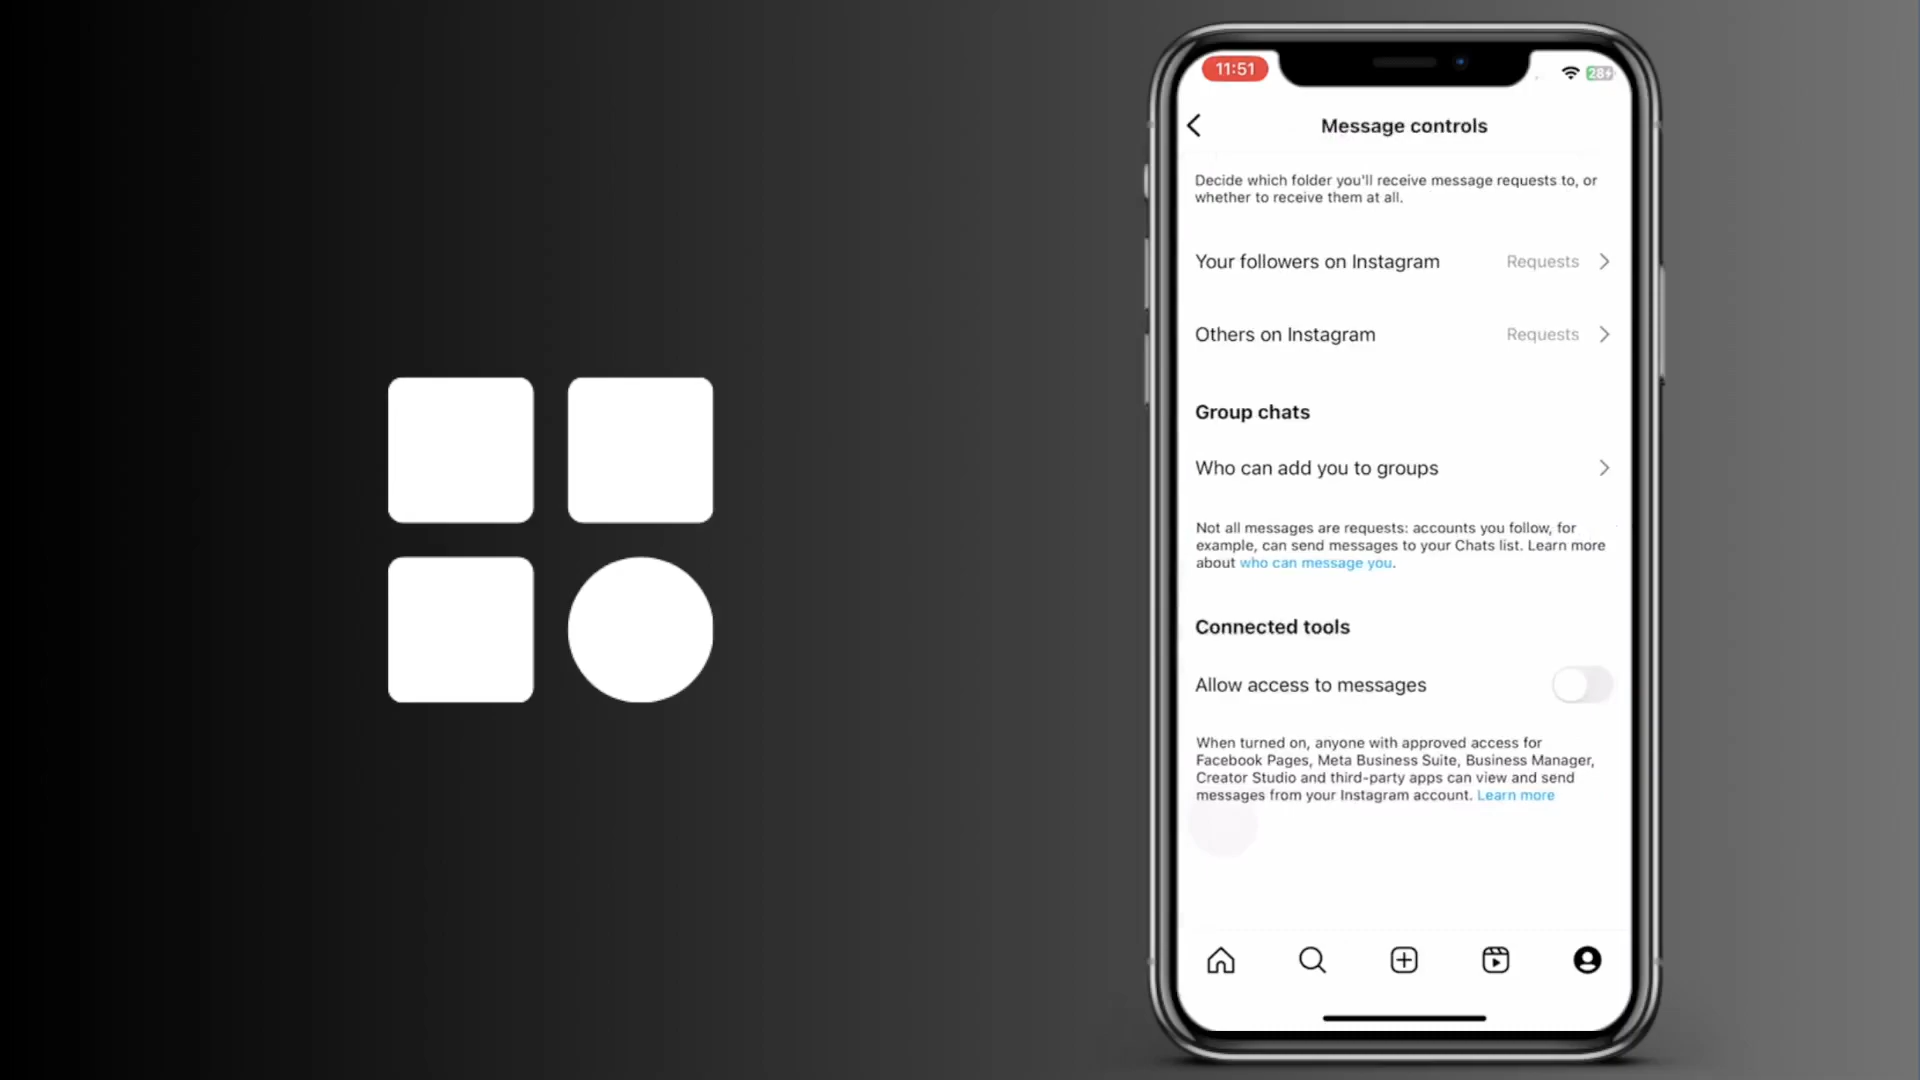 11:51
28
Message controls
Decide which folder you'll receive message requests to, or
whether to receive them at all.
Your followers on Instagram Requests
Others on Instagram Requests
Group chats
Who can add you to groups
Not all messages are requests: accounts you follow, for
example, can send messages to your Chats list. Learn more
about who can message you.
Connected tools
Allow access to messages
When turned on, anyone with approved access for
Facebook Pages, Meta Business Suite, Business Manager,
Creator Studio and third-party apps can view and send
messages from your Instagram account. Learn more